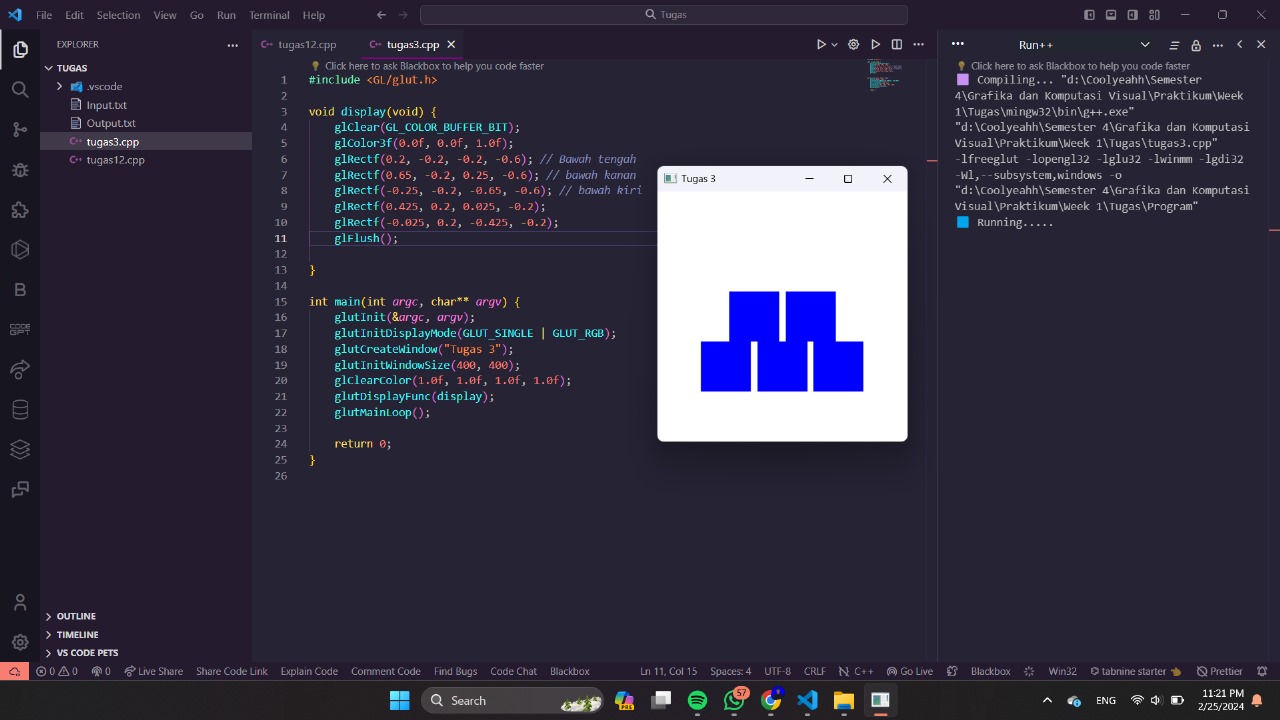 File Edit Selection View Go Run Terminal Help
Tugas
EXPLORER
TUGAS
.vscode
Input.txt
Output.txt
tugas3.cpp
tugas12.cpp
OUTLINE
TIMELINE
VS CODE PETS
tugas12.cpp tugas3.cpp
Click here to ask Blackbox to help you code faster
1 #include <GL/glut.h>
2
3 void display(void) {
4 glClear(GL_COLOR_BUFFER_BIT);
5 glColor3f(0.0f, 0.0f, 1.0f);
6 glRectf(0.2, -0.2, -0.2, -0.6); // Bawah tengah
7 glRectf(0.65, -0.2, 0.25, -0.6); // bawah kanan
8 glRectf(-0.25, -0.2, -0.65, -0.6); // bawah kiri
9 glRectf(0.425, 0.2, 0.025, -0.2);
10 glRectf(-0.025, 0.2, -0.425, -0.2);
11 glFlush();
12
13 }
14
15 int main(int argc, char** argv) {
16 glutInit(&argc, argv);
17 glutInitDisplayMode(GLUT_SINGLE | GLUT_RGB);
18 glutCreateWindow("Tugas 3");
19 glutInitWindowSize(400, 400);
20 glClearColor(1.0f, 1.0f, 1.0f, 1.0f);
21 glutDisplayFunc(display);
22 glutMainLoop();
23
24 return 0;
25 }
26
Tugas 3
Run++
Click here to ask Blackbox to help you code faster
Compiling... "d:\Coolyeahh\Semester
4\Grafika dan Komputasi Visual\Praktikum\Week
1\Tugas\mingw32\bin\g++.exe"
"d:\Coolyeahh\Semester 4\Grafika dan Komputasi
Visual\Praktikum\Week 1\Tugas\tugas3.cpp"
-lfreeglut -lopengl32 -lglu32 -lwinmm -lgdi32
-Wl,--subsystem,windows -o
"d:\Coolyeahh\Semester 4\Grafika dan Komputasi
Visual\Praktikum\Week 1\Tugas\Program"
Running.....
0 0 0 Live Share Share Code Link Explain Code Comment Code Find Bugs Code Chat Blackbox Ln 11, Col 15 Spaces: 4 UTF-8 CRLF C++ Go Live Blackbox Win32 tabnine starter Prettier
Search PRE 57 ENG 11:21 PM
2/25/2024